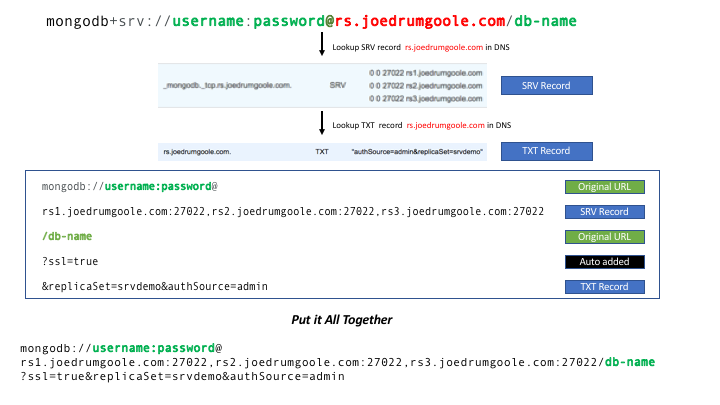 mongodb+srv://username:password@rs.joedrumgoole.com/db-name
Lookup SRV record rs.joedrumgoole.com in DNS
_mongodb._tcp.rs.joedrumgoole.com. SRV 0 0 27022 rs1.joedrumgoole.com
0 0 27022 rs2.joedrumgoole.com
0 0 27022 rs3.joedrumgoole.com
SRV Record
Lookup TXT record rs.joedrumgoole.com in DNS
rs.joedrumgoole.com. TXT "authSource=admin&replicaSet=srvdemo" TXT Record
mongodb://username:password@ Original URL
rs1.joedrumgoole.com:27022,rs2.joedrumgoole.com:27022,rs3.joedrumgoole.com:27022 SRV Record
/db-name Original URL
?ssl=true Auto added
&replicaSet=srvdemo&authSource=admin TXT Record
Put it All Together
mongodb://username:password@
rs1.joedrumgoole.com:27022,rs2.joedrumgoole.com:27022,rs3.joedrumgoole.com:27022/db-name
?ssl=true&replicaSet=srvdemo&authSource=admin